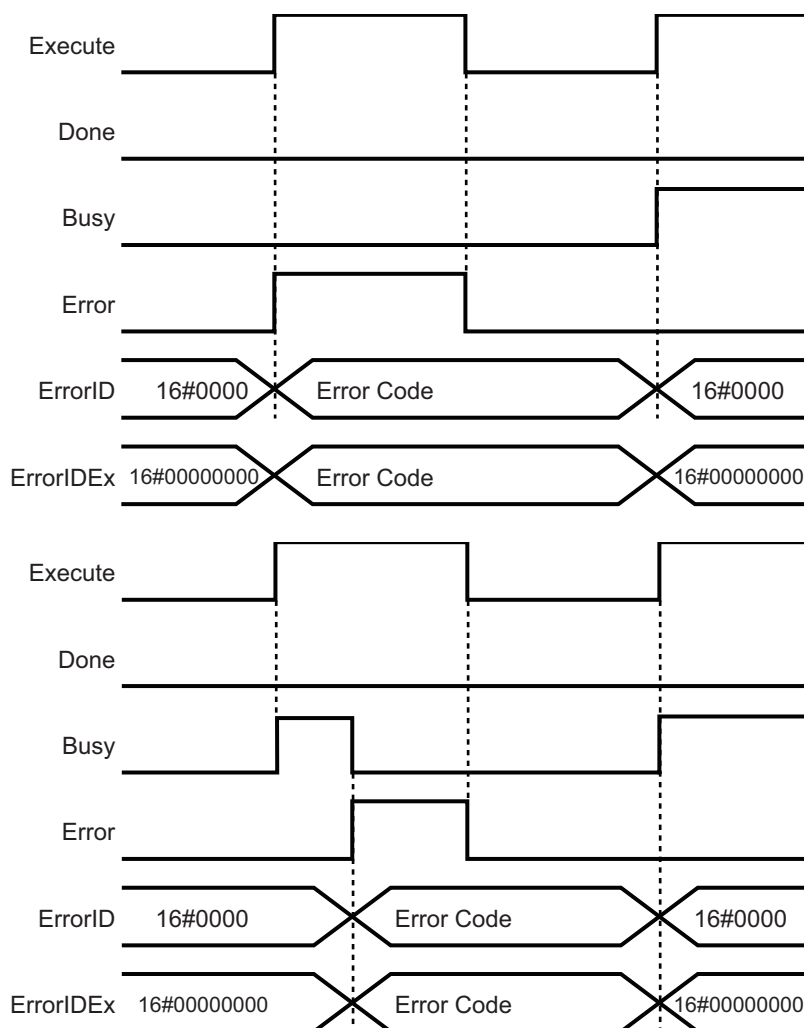 Execute
Done
Busy
Error
ErrorID 16#0000 Error Code 16#0000
ErrorIDEx 16#00000000 Error Code 16#00000000
Execute
Done
Busy
Error
ErrorID 16#0000 Error Code 16#0000
ErrorIDEx 16#00000000 Error Code 16#00000000